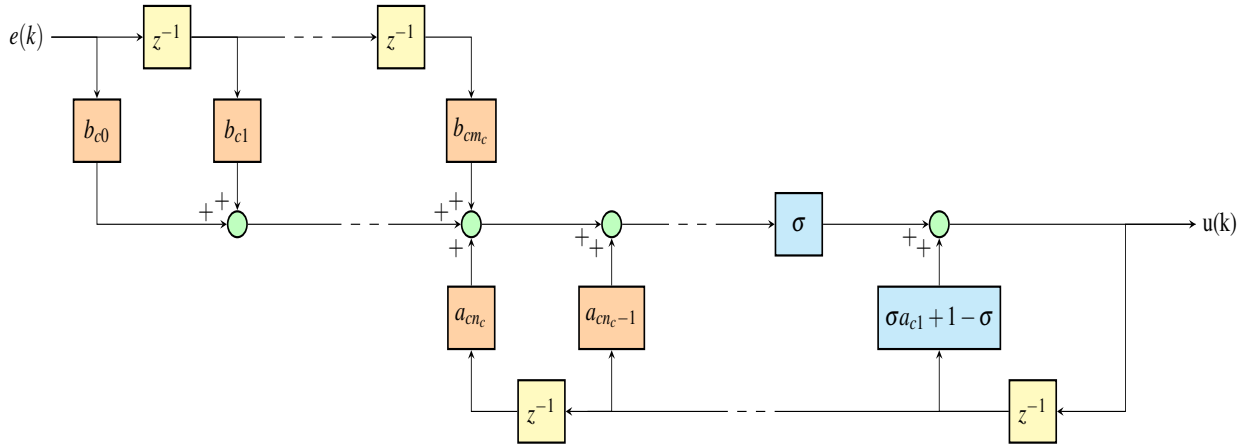 e(k)
z⁻¹
z⁻¹
b_{c0}
b_{c1}
b_{cm_c}
+ +
+ +
+
+ +
σ
+ +
u(k)
a_{cn_c}
a_{cn_c-1}
σa_{c1} + 1 − σ
z⁻¹
z⁻¹